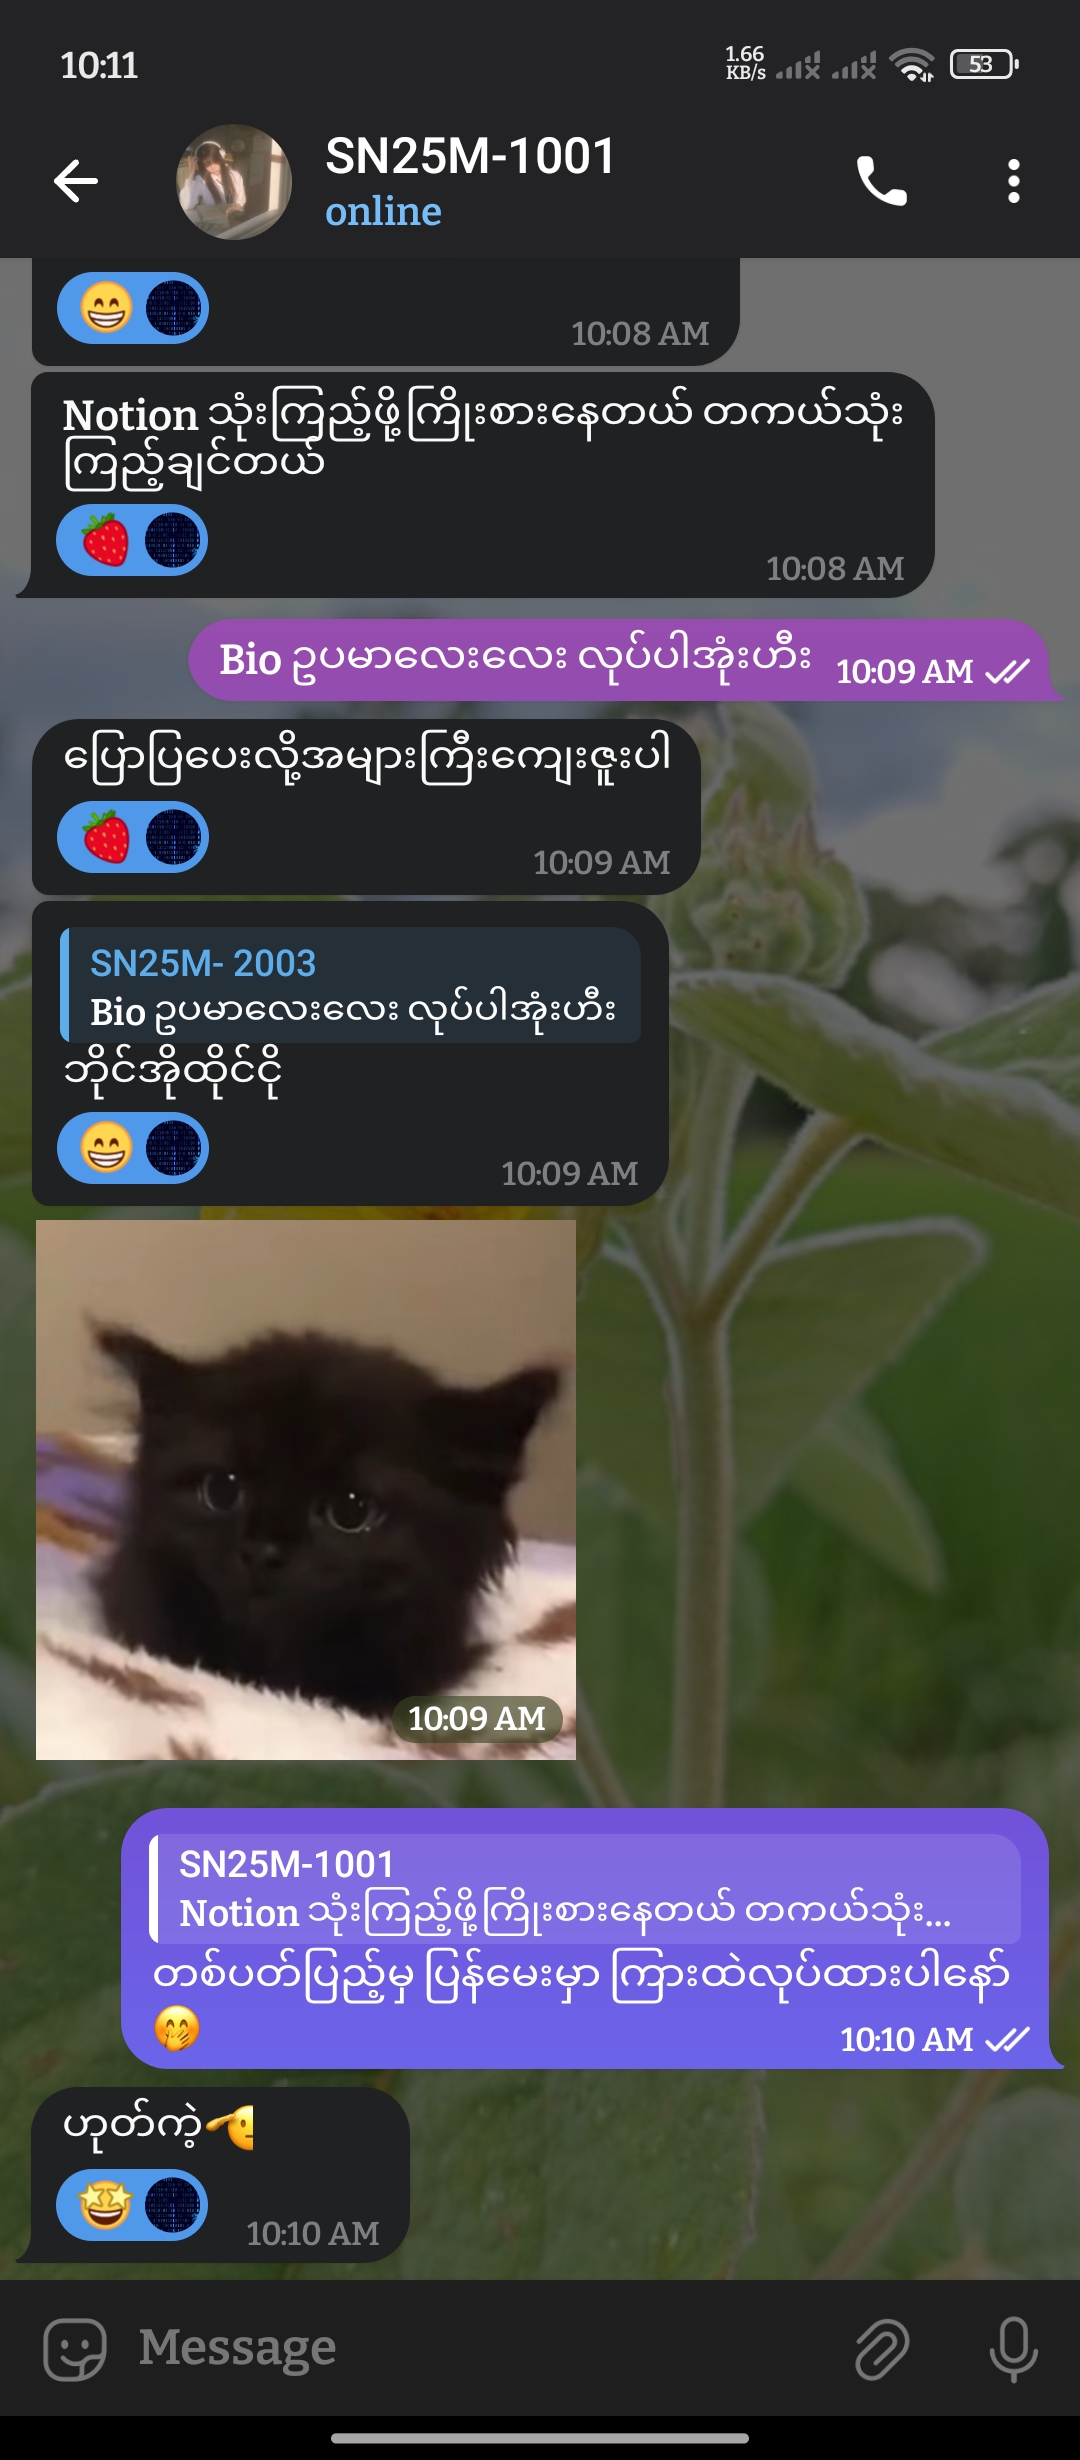 10:11
1.66
KB/s
53
SN25M-1001
online
10:08 AM
Notion သုံးကြည့်ဖို့ကြိုးစားနေတယ် တကယ်သုံး
ကြည့်ချင်တယ်
10:08 AM
Bio ဥပမာလေးလေး လုပ်ပါအုံးဟီး
10:09 AM
ပြောပြပေးလို့အများကြီးကျေးဇူးပါ
10:09 AM
SN25M- 2003
Bio ဥပမာလေးလေး လုပ်ပါအုံးဟီး
ဘိုင်အိုထိုင်ငို
10:09 AM
10:09 AM
SN25M-1001
Notion သုံးကြည့်ဖို့ကြိုးစားနေတယ် တကယ်သုံး...
တစ်ပတ်ပြည့်မှ ပြန်မေးမှာ ကြားထဲလုပ်ထားပါနော်
🤭
10:10 AM
ဟုတ်ကဲ့🫡
10:10 AM
Message